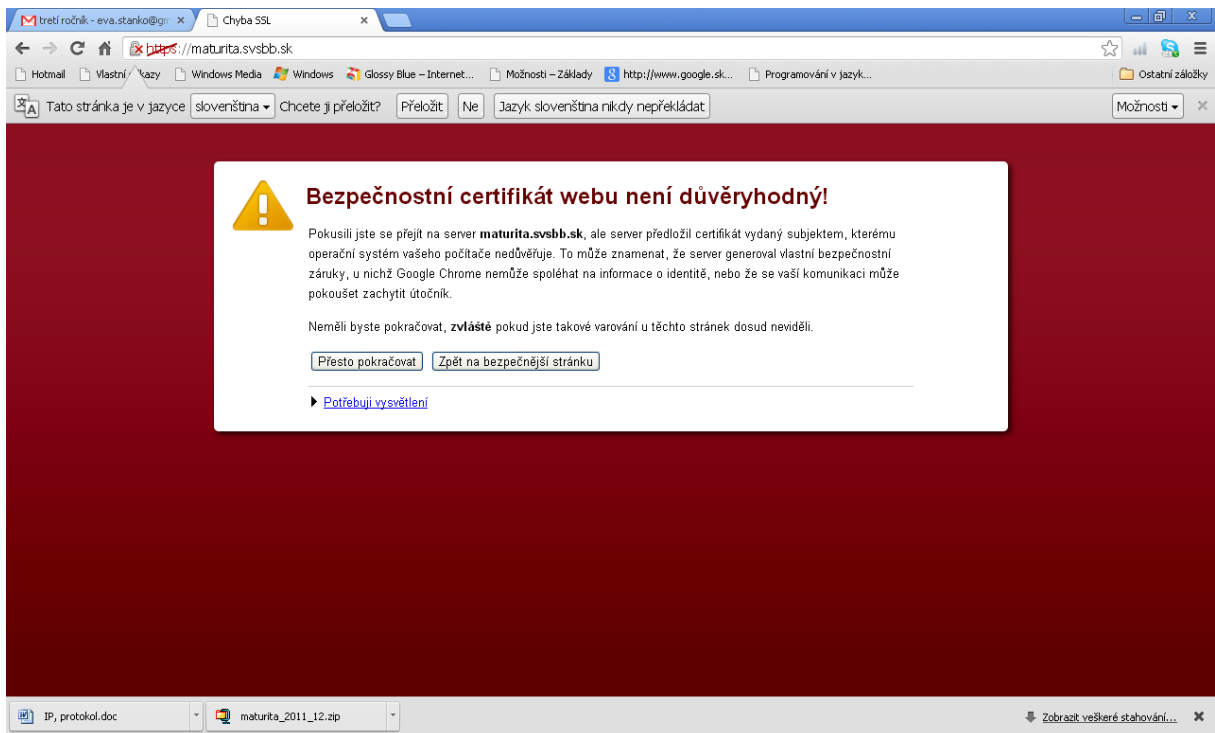 tretí ročník - eva.stanko@gm
Chyba SSL
https://maturita.svsbb.sk
Hotmail Vlastní kazy Windows Media Windows Glossy Blue – Internet... Možnosti – Základy http://www.google.sk... Programování v jazyk... Ostatní záložky
Tato stránka je v jazyce slovenština Chcete ji přeložit? Přeložit Ne Jazyk slovenština nikdy nepřekládat Možnosti
Bezpečnostní certifikát webu není důvěryhodný!
Pokusili jste se přejít na server maturita.svsbb.sk, ale server předložil certifikát vydaný subjektem, kterému
operační systém vašeho počítače nedůvěřuje. To může znamenat, že server generoval vlastní bezpečnostní
záruky, u nichž Google Chrome nemůže spoléhat na informace o identitě, nebo že se vaší komunikaci může
pokoušet zachytit útočník.
Neměli byste pokračovat, zvláště pokud jste takové varování u těchto stránek dosud neviděli.
Přesto pokračovat Zpět na bezpečnější stránku
Potřebuji vysvětlení
IP, protokol.doc maturita_2011_12.zip Zobrazit veškeré stahování...